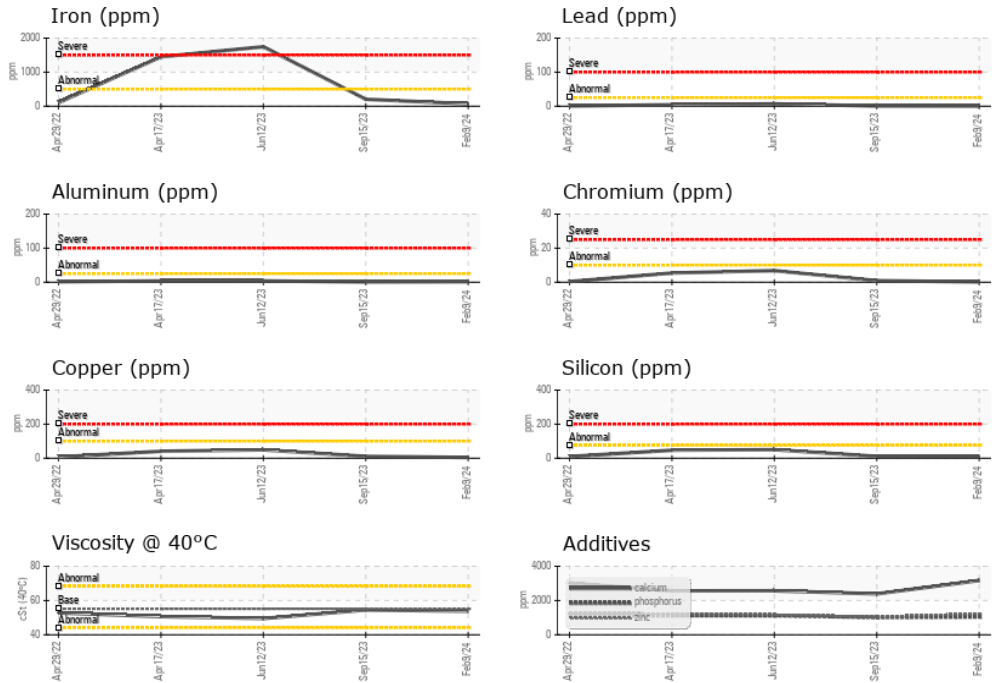 Iron (ppm)
2000
1000
0
ppm
Severe
Abnormal
Apr29/22
Apr17/23
Jun12/23
Sep15/23
Feb9/24
Lead (ppm)
200
100
0
ppm
Severe
Abnormal
Apr29/22
Apr17/23
Jun12/23
Sep15/23
Feb9/24
Aluminum (ppm)
200
100
0
ppm
Severe
Abnormal
Apr29/22
Apr17/23
Jun12/23
Sep15/23
Feb9/24
Chromium (ppm)
40
20
0
ppm
Severe
Abnormal
Apr29/22
Apr17/23
Jun12/23
Sep15/23
Feb9/24
Copper (ppm)
400
200
0
ppm
Severe
Abnormal
Apr29/22
Apr17/23
Jun12/23
Sep15/23
Feb9/24
Silicon (ppm)
400
200
0
ppm
Severe
Abnormal
Apr29/22
Apr17/23
Jun12/23
Sep15/23
Feb9/24
Viscosity @ 40°C
80
60
40
cSt (40°C)
Abnormal
Base
Abnormal
Apr29/22
Apr17/23
Jun12/23
Sep15/23
Feb9/24
Additives
4000
2000
0
ppm
calcium
phosphorus
zinc
Apr29/22
Apr17/23
Jun12/23
Sep15/23
Feb9/24